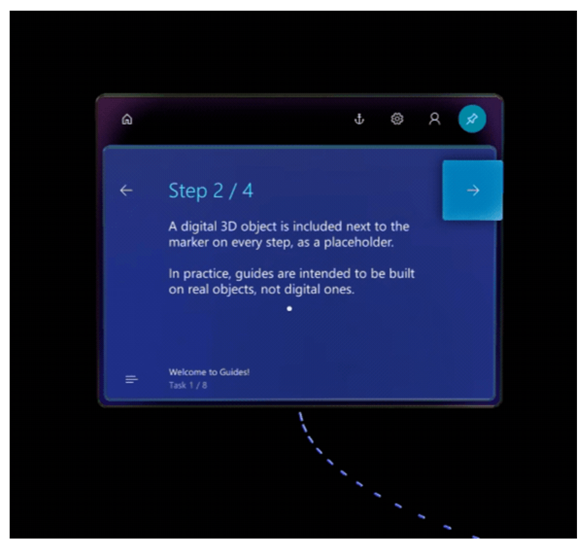 Step 2 / 4
A digital 3D object is included next to the
marker on every step, as a placeholder.
In practice, guides are intended to be built
on real objects, not digital ones.
Welcome to Guides!
Task 1 / 8